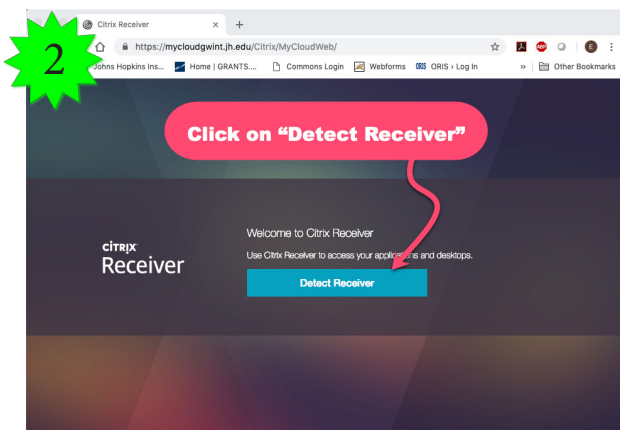 Citrix Receiver
2
https://mycloudgwint.jh.edu/Citrix/MyCloudWeb/
ABP
E
Johns Hopkins Ins... Home | GRANTS.... Commons Login Webforms ORIS ORIS › Log In » Other Bookmarks
Click on “Detect Receiver”
Welcome to Citrix Receiver
CITRIX
Receiver
Use Citrix Receiver to access your applications and desktops.
Detect Receiver